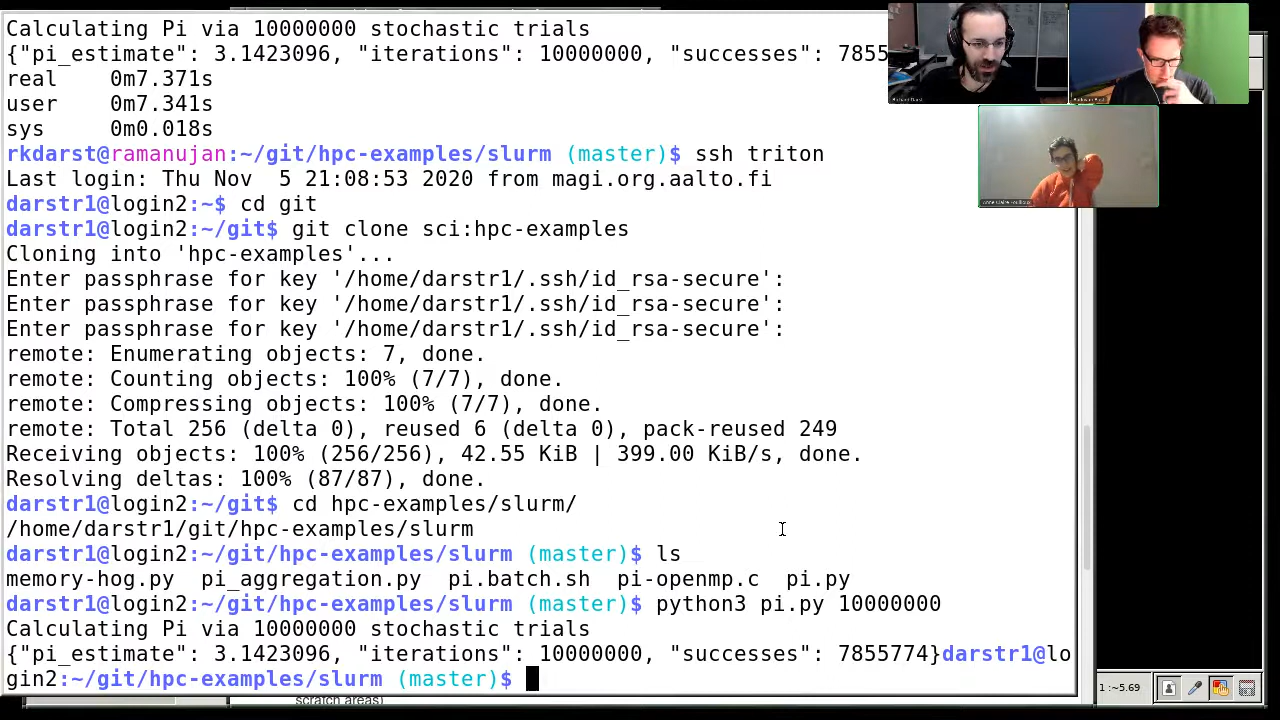 Calculating Pi via 10000000 stochastic trials
{"pi_estimate": 3.1423096, "iterations": 10000000, "successes": 7855
real    0m7.371s
user    0m7.341s
sys     0m0.018s
rkdarst@ramanujan:~/git/hpc-examples/slurm (master)$ ssh triton
Last login: Thu Nov  5 21:08:53 2020 from magi.org.aalto.fi
darstr1@login2:~$ cd git
darstr1@login2:~/git$ git clone sci:hpc-examples
Cloning into 'hpc-examples'...
Enter passphrase for key '/home/darstr1/.ssh/id_rsa-secure':
Enter passphrase for key '/home/darstr1/.ssh/id_rsa-secure':
Enter passphrase for key '/home/darstr1/.ssh/id_rsa-secure':
remote: Enumerating objects: 7, done.
remote: Counting objects: 100% (7/7), done.
remote: Compressing objects: 100% (7/7), done.
remote: Total 256 (delta 0), reused 6 (delta 0), pack-reused 249
Receiving objects: 100% (256/256), 42.55 KiB | 399.00 KiB/s, done.
Resolving deltas: 100% (87/87), done.
darstr1@login2:~/git$ cd hpc-examples/slurm/
/home/darstr1/git/hpc-examples/slurm
darstr1@login2:~/git/hpc-examples/slurm (master)$ ls
memory-hog.py  pi_aggregation.py  pi.batch.sh  pi-openmp.c  pi.py
darstr1@login2:~/git/hpc-examples/slurm (master)$ python3 pi.py 10000000
Calculating Pi via 10000000 stochastic trials
{"pi_estimate": 3.1423096, "iterations": 10000000, "successes": 7855774}darstr1@lo
gin2:~/git/hpc-examples/slurm (master)$
scratch areas)
1:~5.69